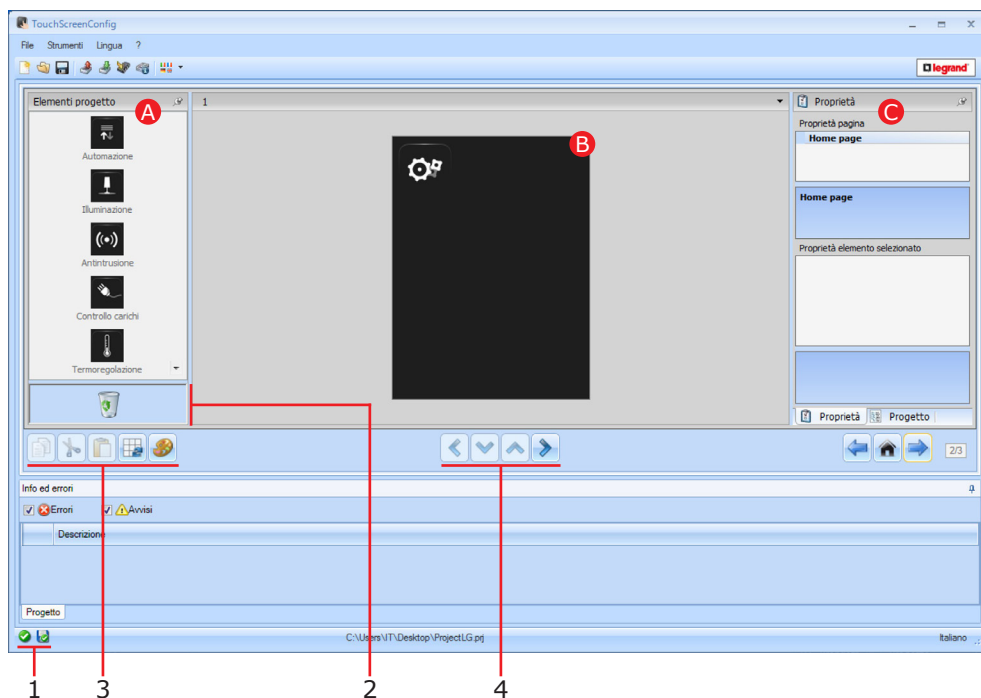 TouchScreenConfig
File Strumenti Lingua ?
legrand
Elementi progetto
A
1
Proprietà
C
Automazione
Illuminazione
Antintrusione
Controllo carichi
Termoregolazione
B
Proprietà pagina
Home page
Home page
Proprietà elemento selezionato
Proprietà Progetto
2/3
Info ed errori
Errori Avvisi
Descrizione
Progetto
C:\Users\IT\Desktop\ProjectLG.prj
Italiano
1 3 2 4